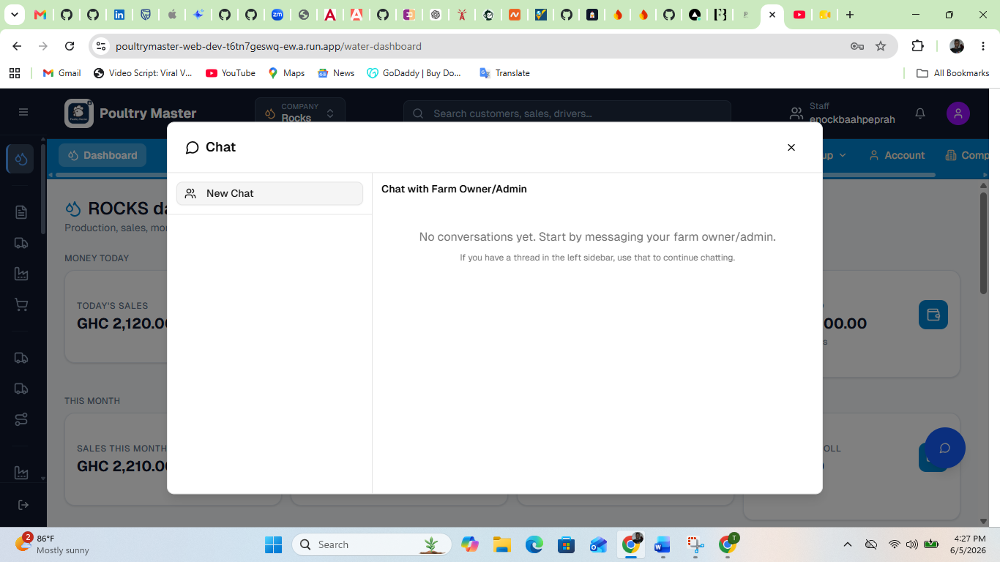 poultrymaster-web-dev-t6tn7geswq-ew.a.run.app/water-dashboard
Gmail
Video Script: Viral V...
YouTube
Maps
News
GoDaddy | Buy Do...
Translate
All Bookmarks
Poultry Master
COMPANY
Rocks
Search customers, sales, drivers...
Staff
enockbaahpeprah
Dashboard
up
Account
Comp
Chat
New Chat
Chat with Farm Owner/Admin
No conversations yet. Start by messaging your farm owner/admin.
If you have a thread in the left sidebar, use that to continue chatting.
ROCKS da
Production, sales, mo
MONEY TODAY
TODAY'S SALES
GHC 2,120.00
00.00
s
THIS MONTH
SALES THIS MONTH
GHC 2,210.00
OLL
2
86°F
Mostly sunny
Search
T
4:27 PM
6/5/2026